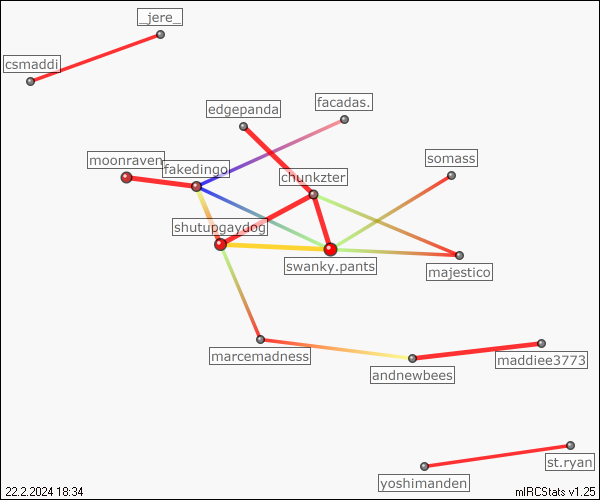 _jere_
csmaddi
edgepanda
facadas.
moonraven
fakedingo
somass
chunkzter
shutupgaydog
swanky.pants
majestico
marcemadness
maddiee3773
andnewbees
st.ryan
yoshimanden
22.2.2024 18:34
mIRCStats v1.25